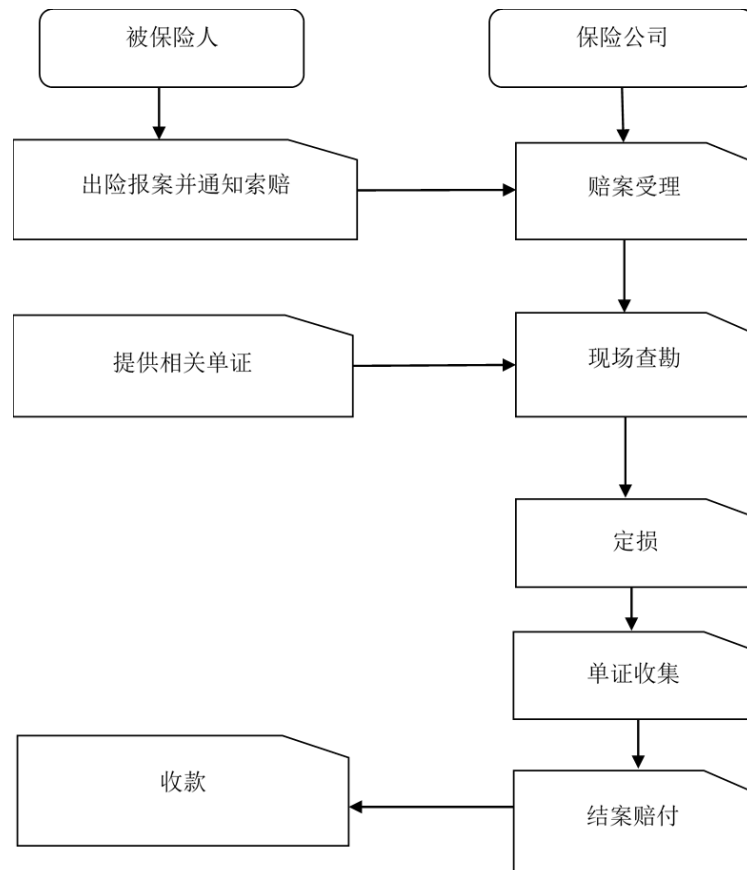 被保险人
保险公司
出险报案并通知索赔
赔案受理
提供相关单证
现场查勘
定损
单证收集
收款
结案赔付